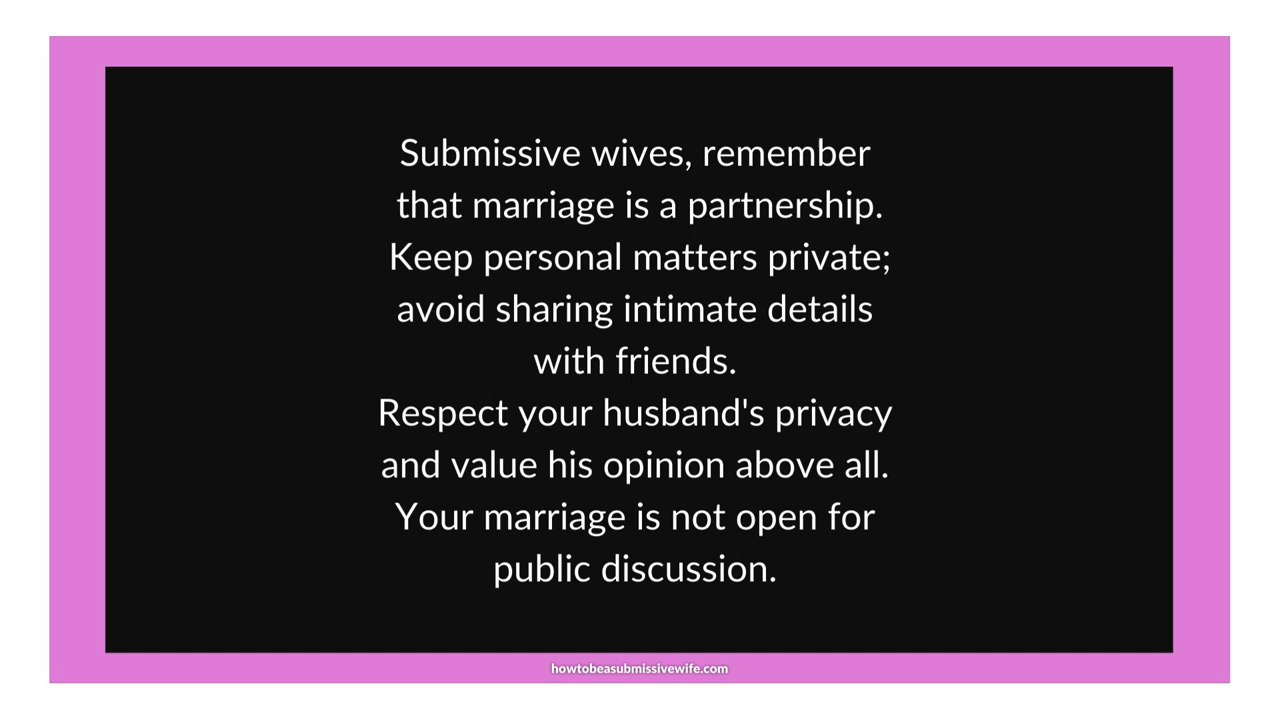 Submissive wives, remember
that marriage is a partnership.
Keep personal matters private;
avoid sharing intimate details
with friends.
Respect your husband's privacy
and value his opinion above all.
Your marriage is not open for
public discussion.
howtobeasubmissivewife.com